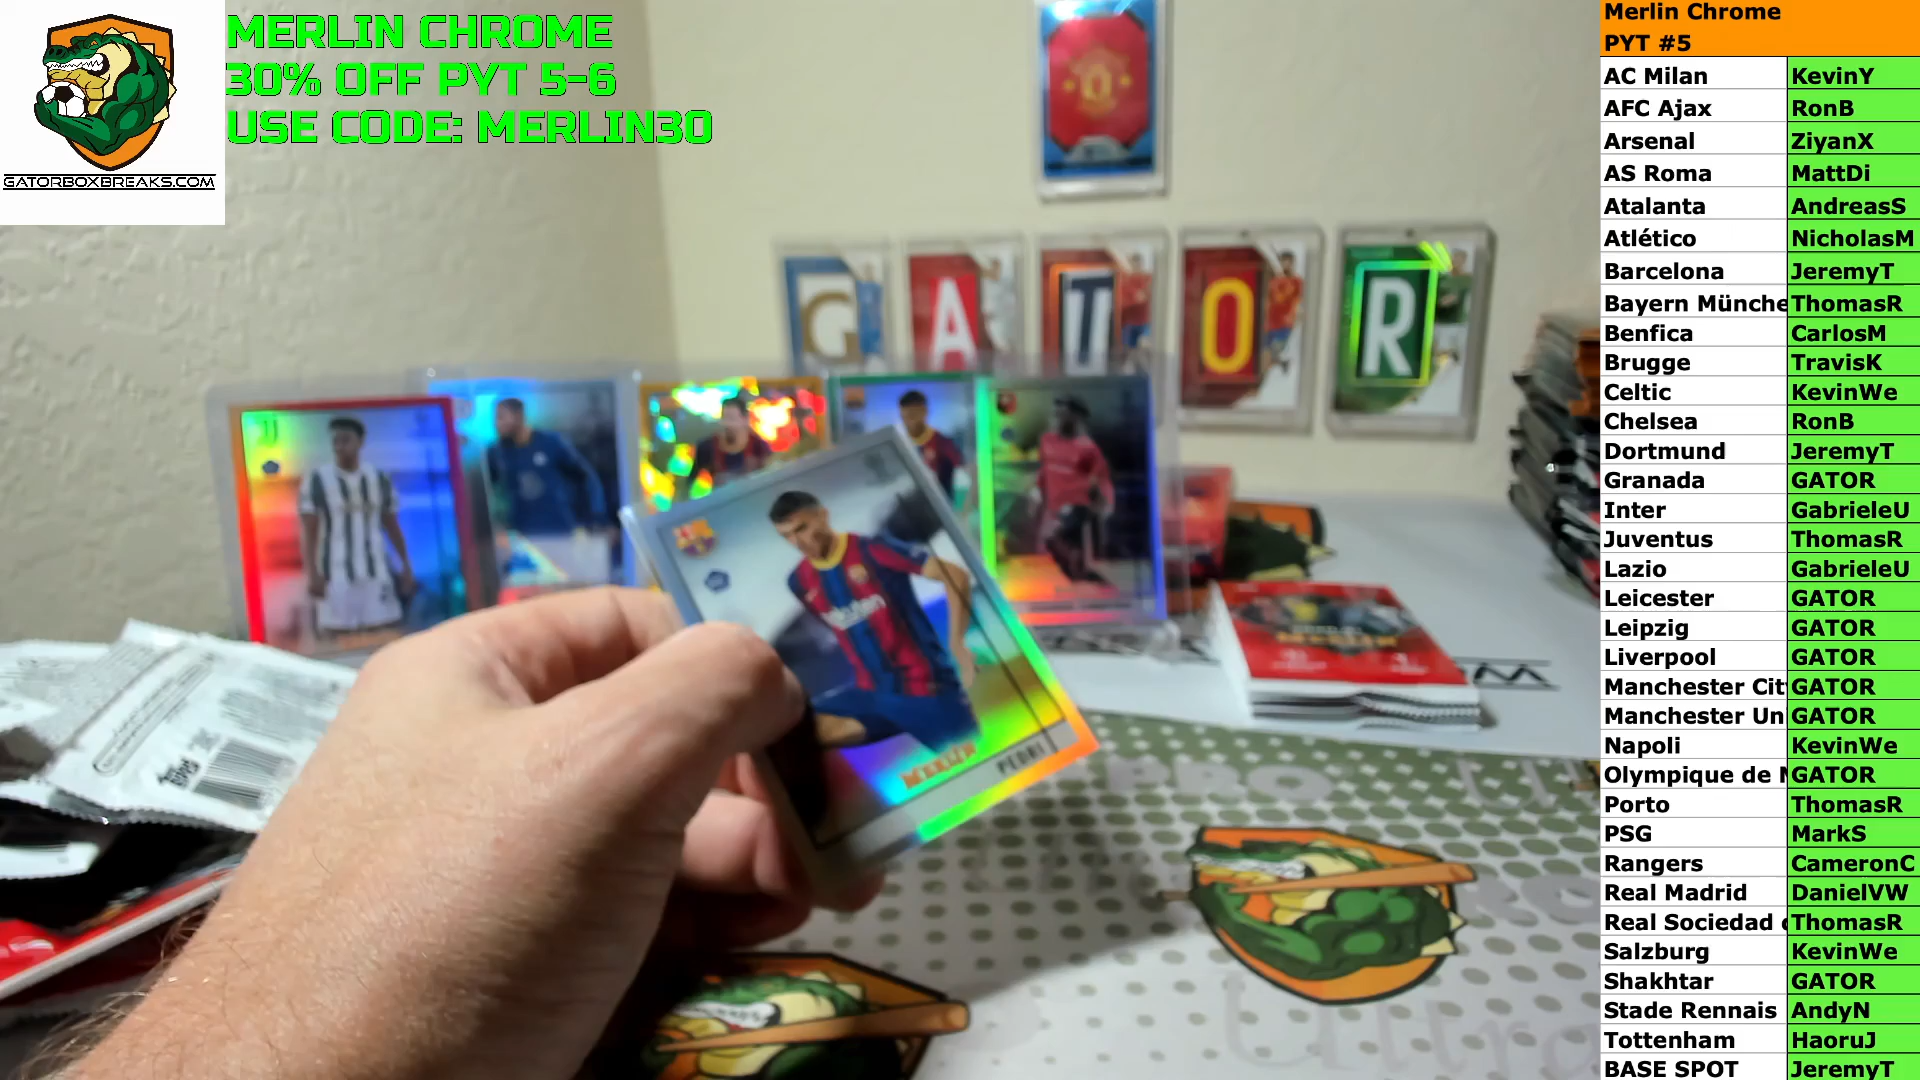 MERLIN CHROME
30% OFF PYT 5-6
USE CODE: MERLIN30
GATORBOXBREAKS.COM
G A T O R
MERLIN
PEDRI
Merlin Chrome
PYT #5
AC Milan KevinY
AFC Ajax RonB
Arsenal ZiyanX
AS Roma MattDi
Atalanta AndreasS
Atlético NicholasM
Barcelona JeremyT
Bayern Münche ThomasR
Benfica CarlosM
Brugge TravisK
Celtic KevinWe
Chelsea RonB
Dortmund JeremyT
Granada GATOR
Inter GabrieleU
Juventus ThomasR
Lazio GabrieleU
Leicester GATOR
Leipzig GATOR
Liverpool GATOR
Manchester Cit GATOR
Manchester Un GATOR
Napoli KevinWe
Olympique de GATOR
Porto ThomasR
PSG MarkS
Rangers CameronC
Real Madrid DanielVW
Real Sociedad ThomasR
Salzburg KevinWe
Shakhtar GATOR
Stade Rennais AndyN
Tottenham HaoruJ
BASE SPOT JeremyT